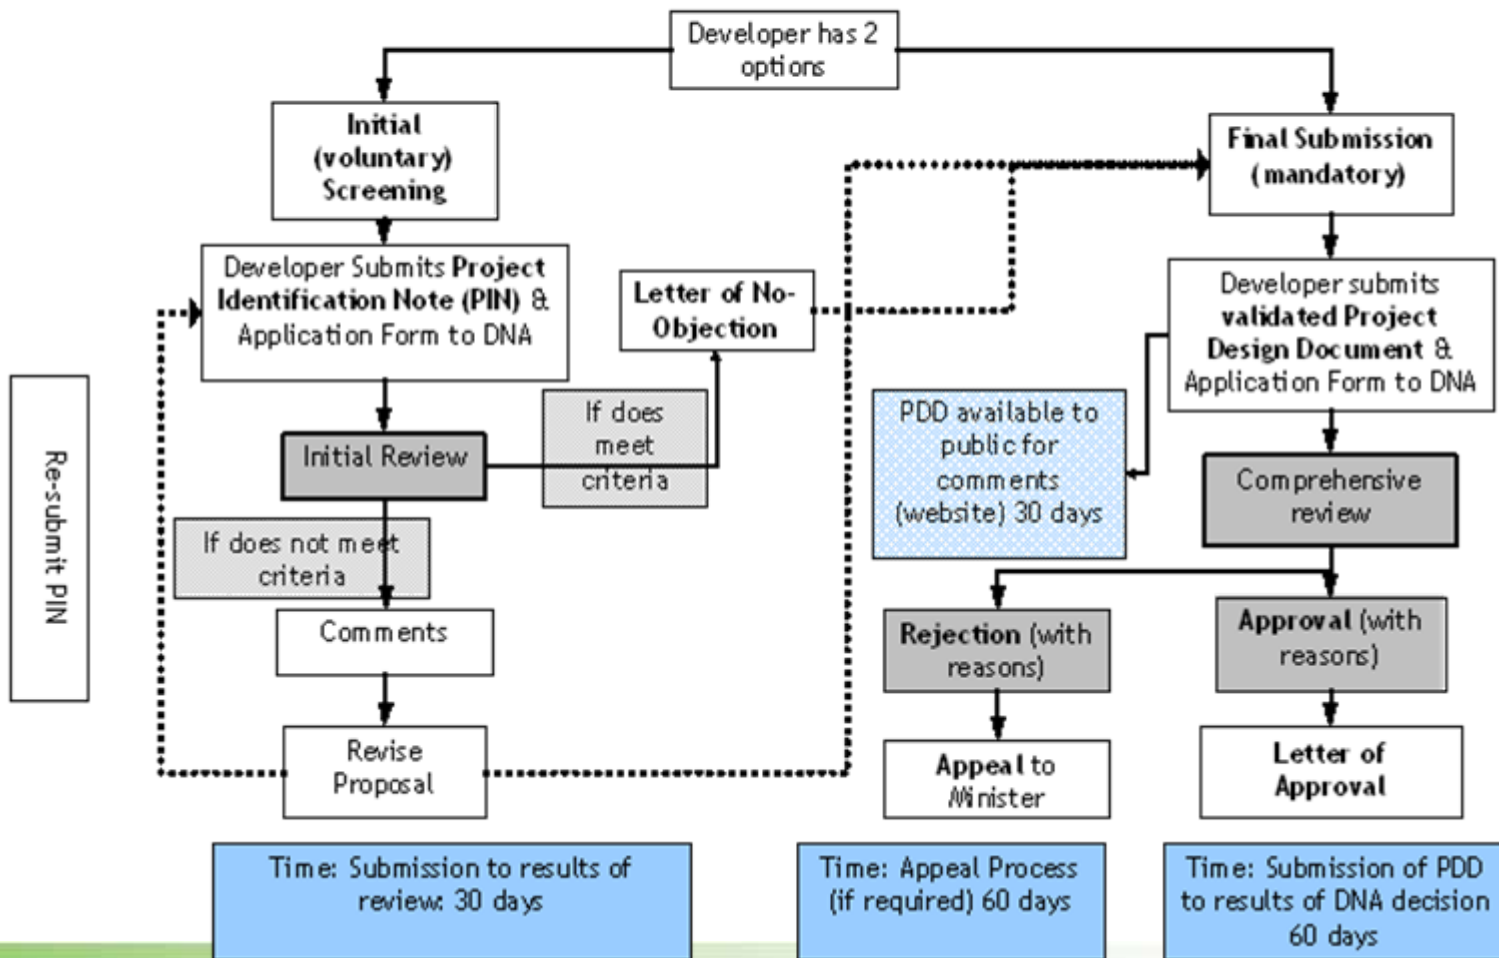 Developer has 2
options
Initial
(voluntary)
Screening
Final Submission
(mandatory)
Developer Submits Project
Identification Note (PIN) &
Application Form to DNA
Letter of No-
Objection
Developer submits
validated Project
Design Document &
Application Form to DNA
Re-submit PIN
Initial Review
If does
meet
criteria
PDD available to
public for
comments
(website) 30 days
Comprehensive
review
If does not meet
criteria
Comments
Rejection (with
reasons)
Approval (with
reasons)
Revise
Proposal
Appeal to
Minister
Letter of
Approval
Time: Submission to results of
review: 30 days
Time: Appeal Process
(if required) 60 days
Time: Submission of PDD
to results of DNA decision
60 days